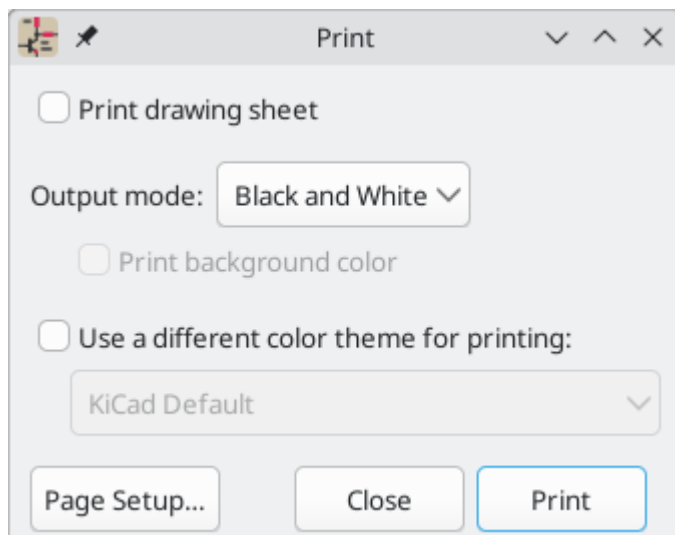 Print
Print drawing sheet
Output mode: Black and White
Print background color
Use a different color theme for printing:
KiCad Default
Page Setup... Close Print